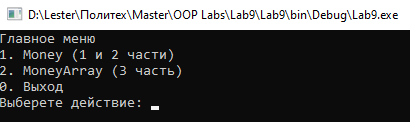 D:\Lester\Политех\Master\OOP Labs\Lab9\Lab9\bin\Debug\Lab9.exe
Главное меню
1. Money (1 и 2 части)
2. MoneyArray (3 часть)
0. Выход
Выберете действие: